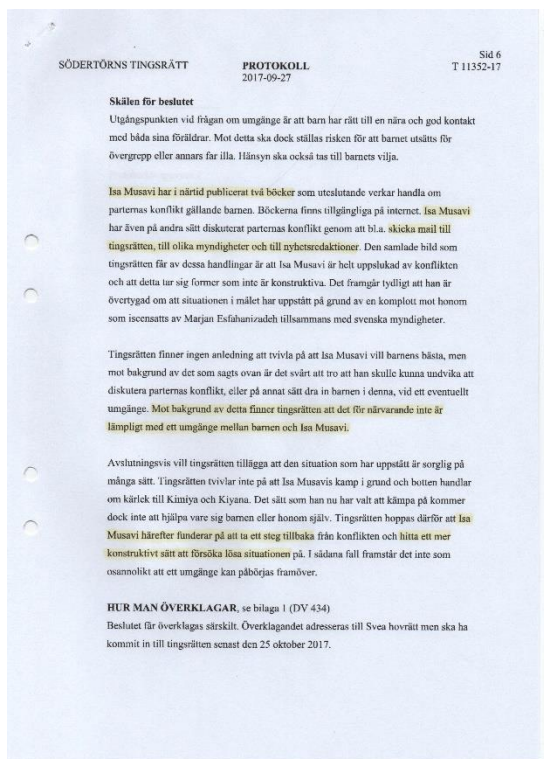 Sid 6
SÖDERTÖRNS TINGSRÄTT PROTOKOLL T 11352-17
2017-09-27
Skälen för beslutet
Utgångspunkten vid frågan om umgänge är att barn har rätt till en nära och god kontakt
med båda sina föräldrar. Mot detta ska dock ställas risken för att barnet utsätts för
övergrepp eller annars far illa. Hänsyn ska också tas till barnets vilja.
Isa Musavi har i närtid publicerat två böcker som uteslutande verkar handla om
parternas konflikt gällande barnen. Böckerna finns tillgängliga på internet. Isa Musavi
har även på andra sätt diskuterat parternas konflikt genom att bl.a. skicka mail till
tingsrätten, till olika myndigheter och till nyhetsredaktioner. Den samlade bild som
tingsrätten får av dessa handlingar är att Isa Musavi är helt uppslukad av konflikten
och att detta tar sig former som inte är konstruktiva. Det framgår tydligt att han är
övertygad om att situationen i målet har uppstått på grund av en komplott mot honom
som iscensatts av Marjan Esfahanizadeh tillsammans med svenska myndigheter.
Tingsrätten finner ingen anledning att tvivla på att Isa Musavi vill barnens bästa, men
mot bakgrund av det som sagts ovan är det svårt att tro att han skulle kunna undvika att
diskutera parternas konflikt, eller på annat sätt dra in barnen i denna, vid ett eventuellt
umgänge. Mot bakgrund av detta finner tingsrätten att det för närvarande inte är
lämpligt med ett umgänge mellan barnen och Isa Musavi.
Avslutningsvis vill tingsrätten tillägga att den situation som har uppstått är sorglig på
många sätt. Tingsrätten tvivlar inte på att Isa Musavis kamp i grund och botten handlar
om kärlek till Kimiya och Kiyana. Det sätt som han nu har valt att kämpa på kommer
dock inte att hjälpa vare sig barnen eller honom själv. Tingsrätten hoppas därför att Isa
Musavi härefter funderar på att ta ett steg tillbaka från konflikten och hitta ett mer
konstruktivt sätt att försöka lösa situationen på. I sådana fall framstår det inte som
osannolikt att ett umgänge kan påbörjas framöver.
HUR MAN ÖVERKLAGAR, se bilaga 1 (DV 434)
Beslutet får överklagas särskilt. Överklagandet adresseras till Svea hovrätt men ska ha
kommit in till tingsrätten senast den 25 oktober 2017.